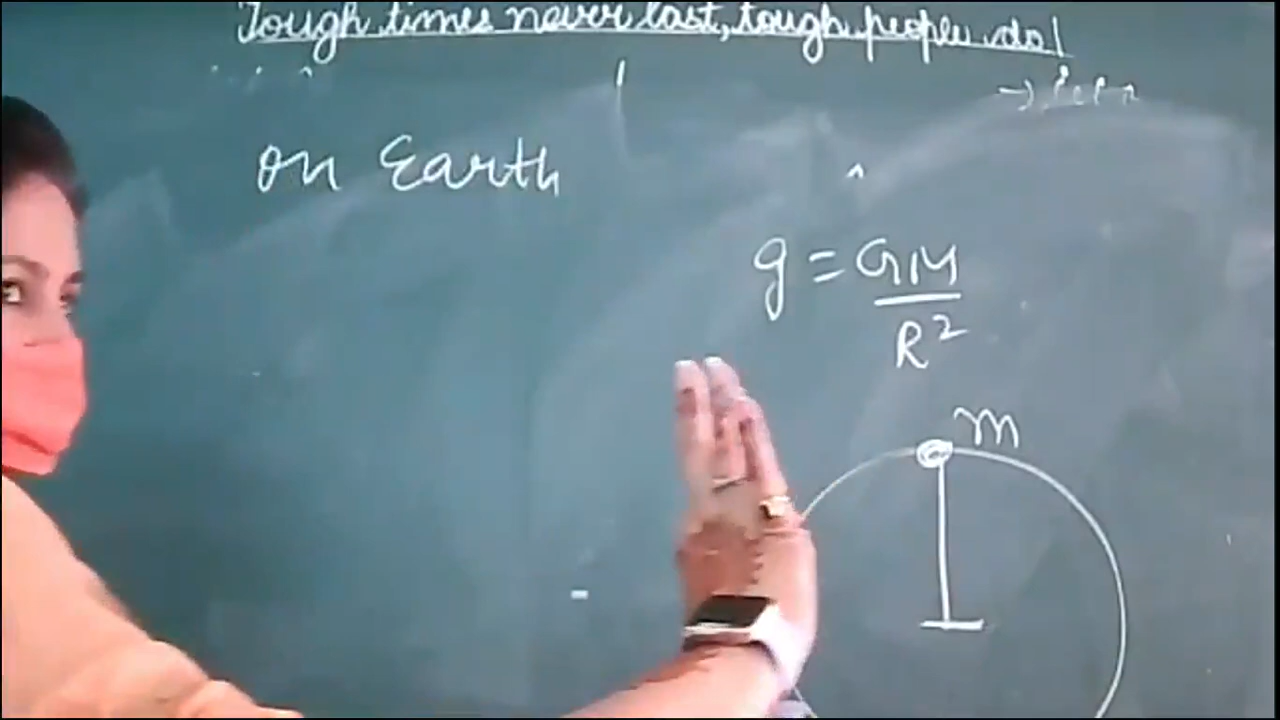 Tough times never last, tough people do!
on Earth
g = GM
R²
m